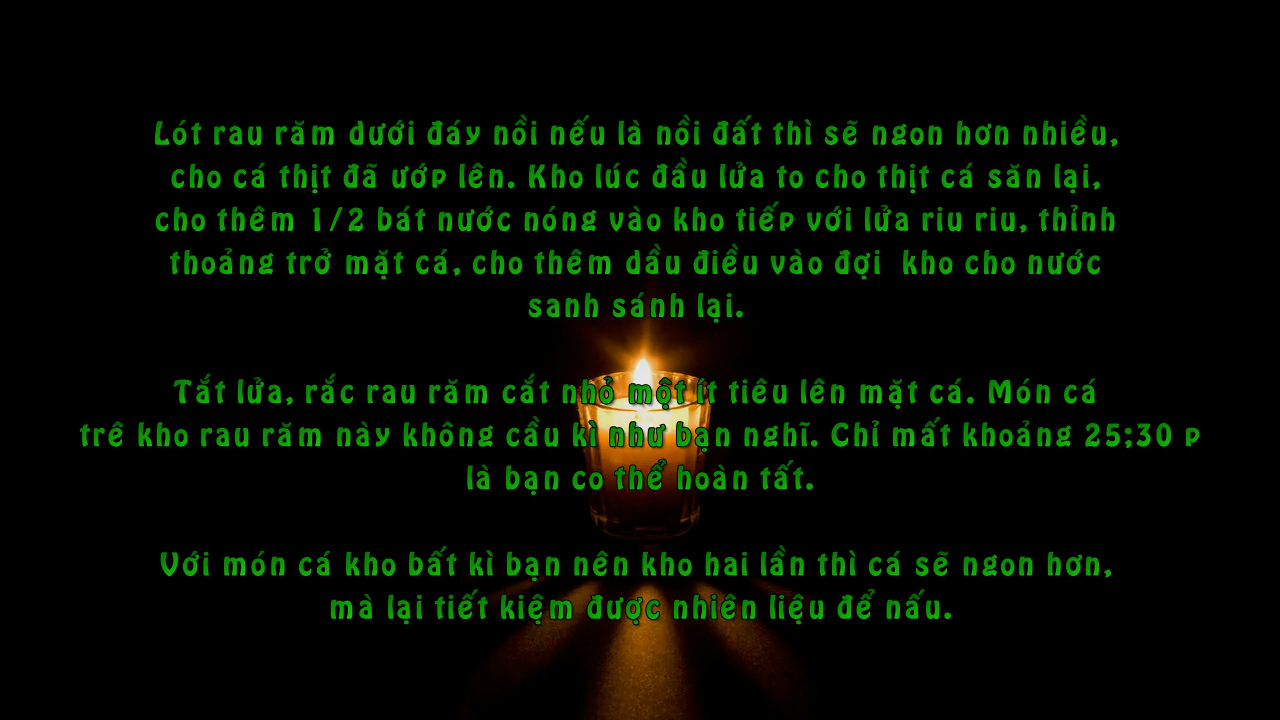 Lót rau răm dưới đáy nồi nếu là nồi đất thì sẽ ngon hơn nhiều,
cho cá thịt đã ướp lên. Kho lúc đầu lửa to cho thịt cá săn lại,
cho thêm 1/2 bát nước nóng vào kho tiếp với lửa riu riu, thỉnh
thoảng trở mặt cá, cho thêm dầu điều vào đợi kho cho nước
sanh sánh lại.
Tắt lửa, rắc rau răm cắt nhỏ một ít tiêu lên mặt cá. Món cá
trê kho rau răm này không cầu kì như bạn nghĩ. Chỉ mất khoảng 25;30 p
là bạn co thể hoàn tất.
Với món cá kho bất kì bạn nên kho hai lần thì cá sẽ ngon hơn,
mà lại tiết kiệm được nhiên liệu để nấu.